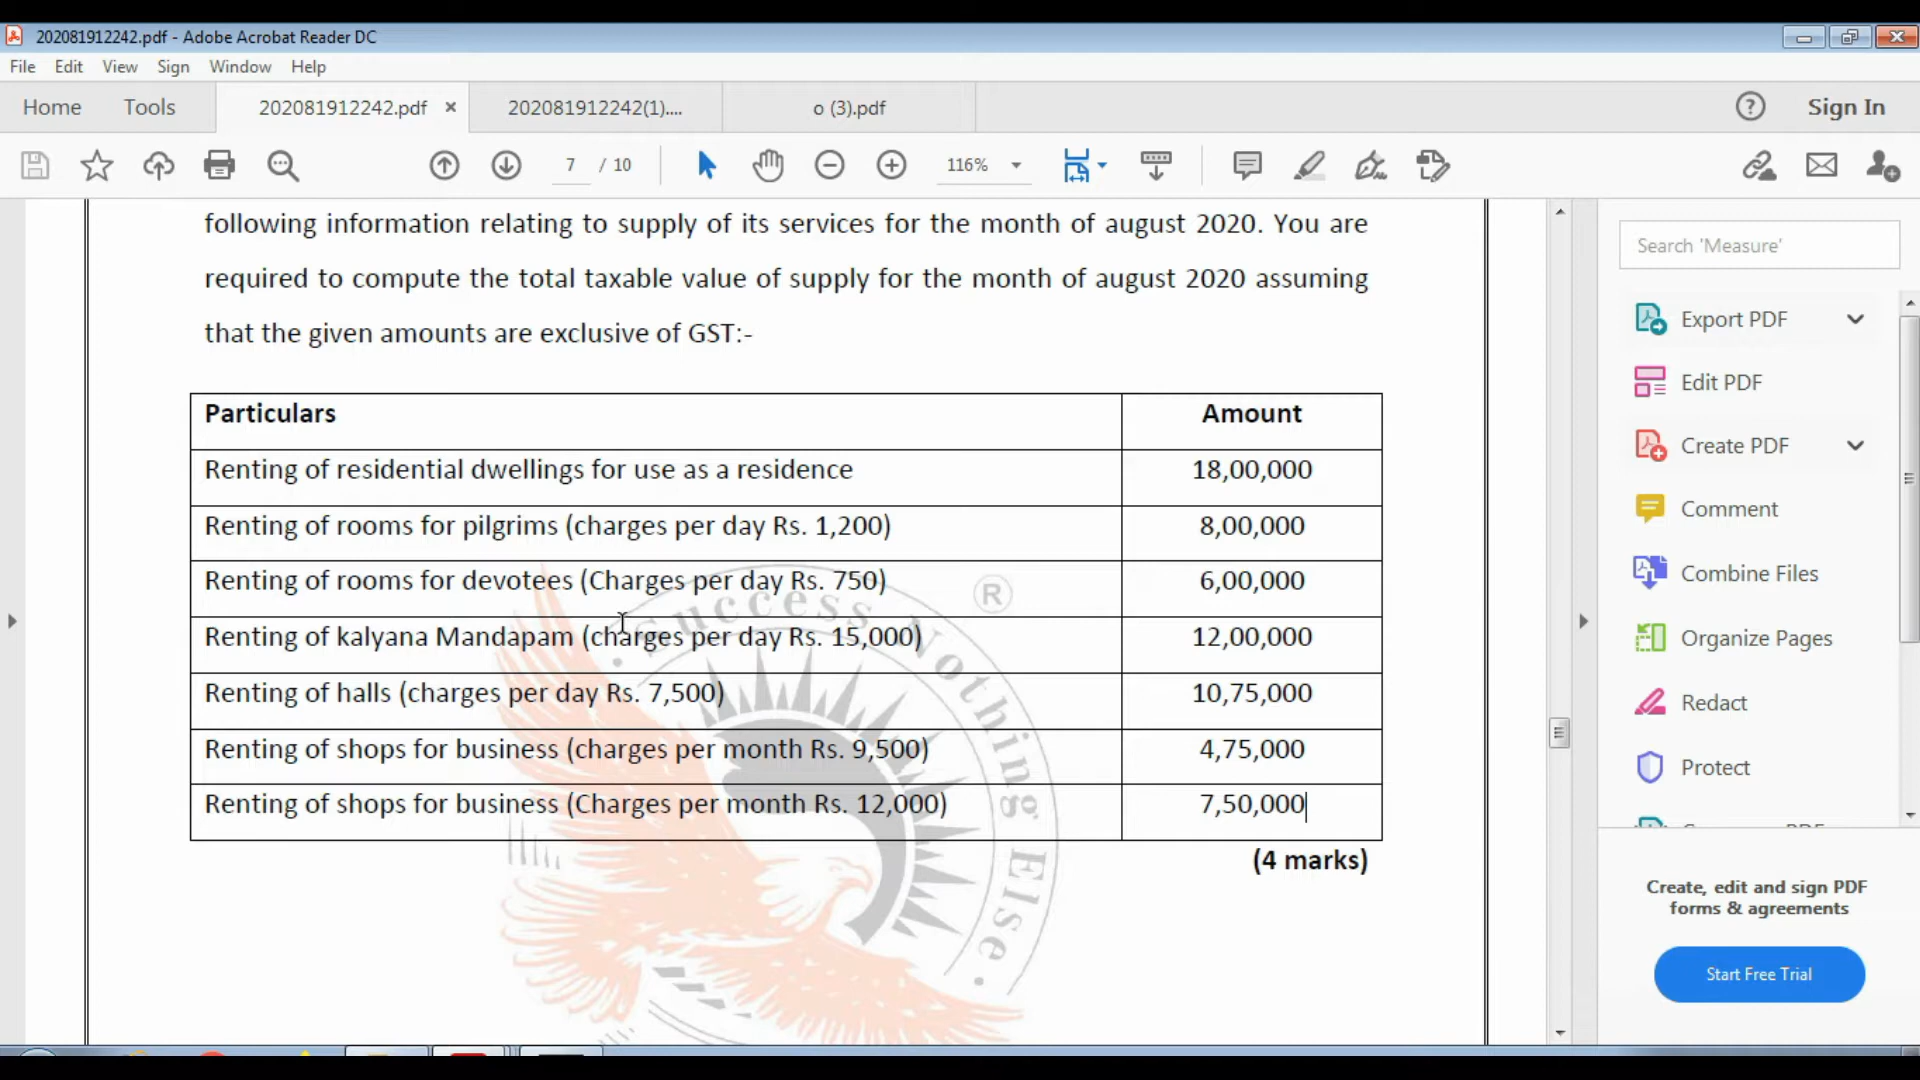 202081912242.pdf - Adobe Acrobat Reader DC
File Edit View Sign Window Help
Home Tools 202081912242.pdf × 202081912242(1).... o (3).pdf Sign In
7 / 10 116%
following information relating to supply of its services for the month of august 2020. You are
required to compute the total taxable value of supply for the month of august 2020 assuming
that the given amounts are exclusive of GST:-
Particulars Amount
Renting of residential dwellings for use as a residence 18,00,000
Renting of rooms for pilgrims (charges per day Rs. 1,200) 8,00,000
Renting of rooms for devotees (Charges per day Rs. 750) 6,00,000
Renting of kalyana Mandapam (charges per day Rs. 15,000) 12,00,000
Renting of halls (charges per day Rs. 7,500) 10,75,000
Renting of shops for business (charges per month Rs. 9,500) 4,75,000
Renting of shops for business (Charges per month Rs. 12,000) 7,50,000
(4 marks)
Success Nothing Else. ®
Search 'Measure'
Export PDF
Edit PDF
Create PDF
Comment
Combine Files
Organize Pages
Redact
Protect
Create, edit and sign PDF
forms & agreements
Start Free Trial